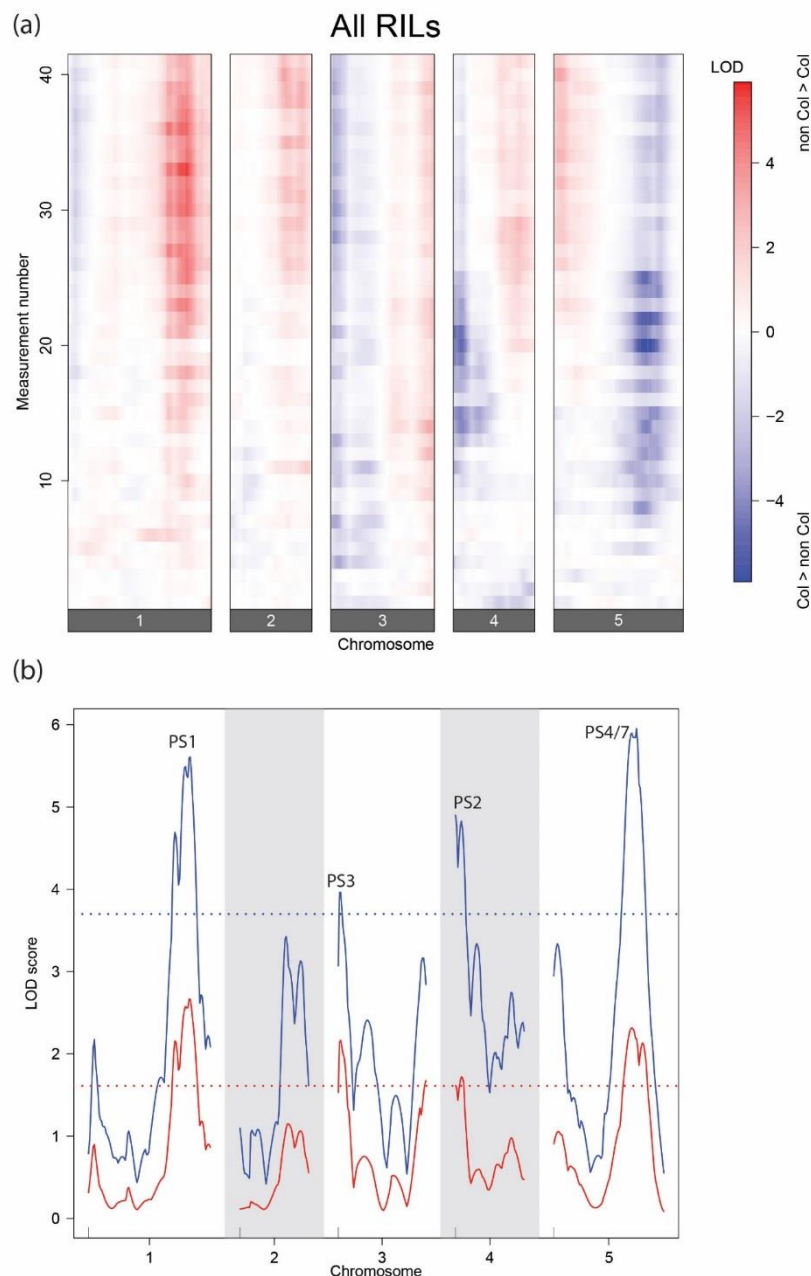 (a)
All RILs
LOD
non Col > Col
40
30
20
10
Measurement number
4
2
0
−2
−4
Col > non Col
1
2
3
4
5
Chromosome
(b)
6
5
4
3
2
1
0
LOD score
PS1
PS3
PS2
PS4/7
1
2
3
4
5
Chromosome